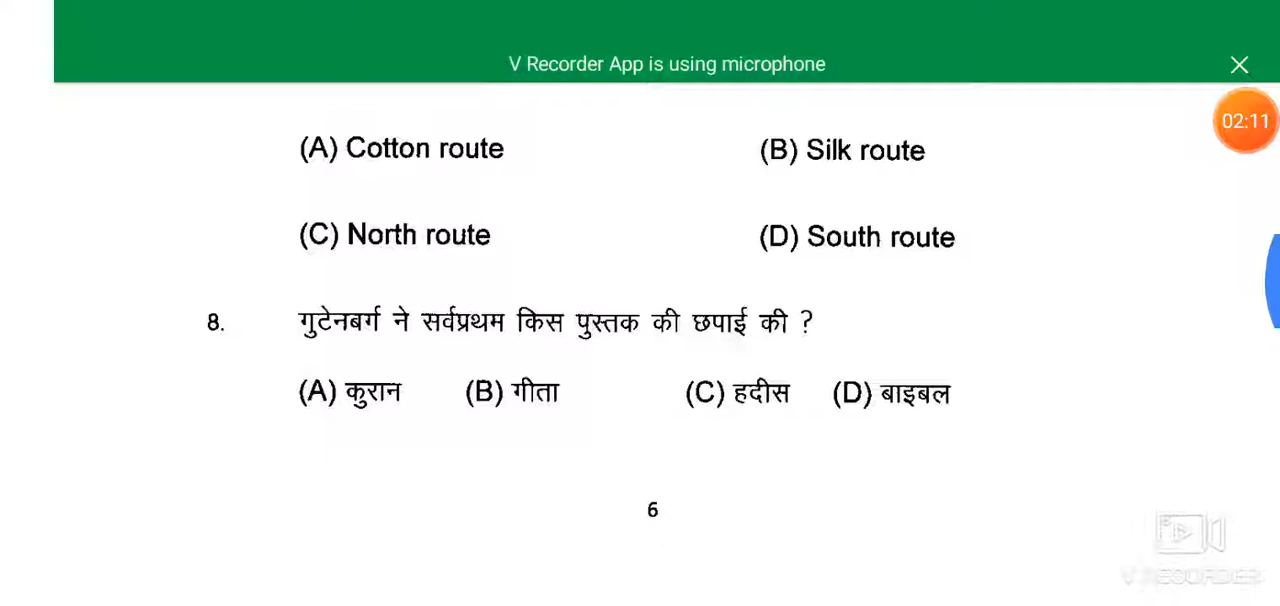 V Recorder App is using microphone
02:11
(A) Cotton route (B) Silk route
(C) North route (D) South route
8. गुटेनबर्ग ने सर्वप्रथम किस पुस्तक की छपाई की ?
(A) कुरान (B) गीता (C) हदीस (D) बाइबल
6
V RECORDER